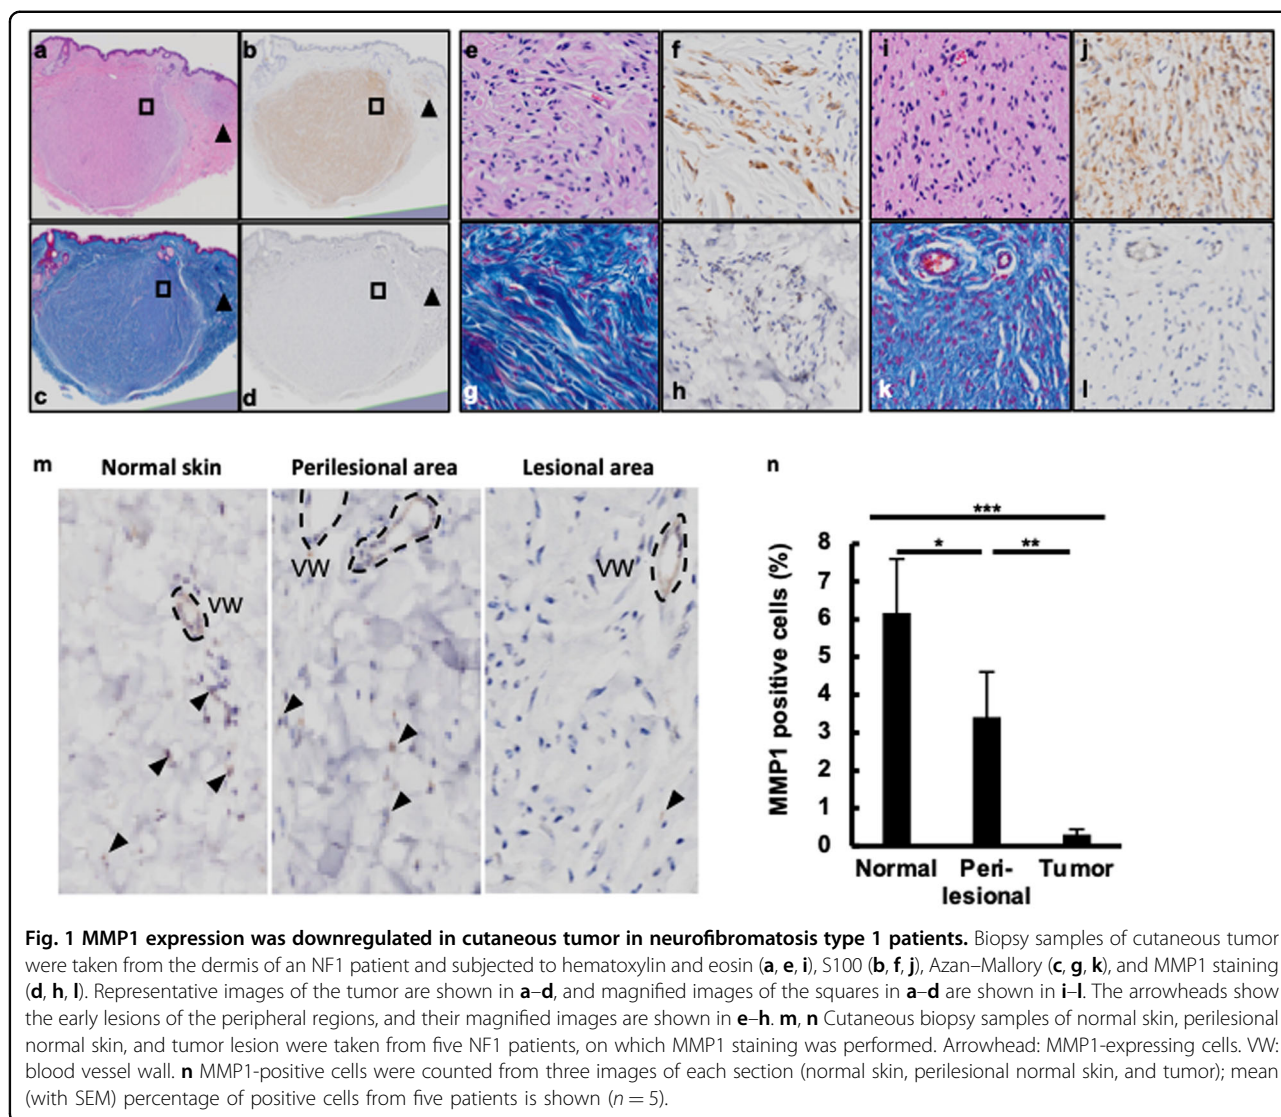 a b e f i j
c d g h k l
m Normal skin Perilesional area Lesional area
VW
VW
VW
n
***
* **
MMP1 positive cells (%)
8
7
6
5
4
3
2
1
0
Normal Peri- Tumor
lesional
Fig. 1 MMP1 expression was downregulated in cutaneous tumor in neurofibromatosis type 1 patients. Biopsy samples of cutaneous tumor
were taken from the dermis of an NF1 patient and subjected to hematoxylin and eosin (a, e, i), S100 (b, f, j), Azan–Mallory (c, g, k), and MMP1 staining
(d, h, l). Representative images of the tumor are shown in a–d, and magnified images of the squares in a–d are shown in i–l. The arrowheads show
the early lesions of the peripheral regions, and their magnified images are shown in e–h. m, n Cutaneous biopsy samples of normal skin, perilesional
normal skin, and tumor lesion were taken from five NF1 patients, on which MMP1 staining was performed. Arrowhead: MMP1-expressing cells. VW:
blood vessel wall. n MMP1-positive cells were counted from three images of each section (normal skin, perilesional normal skin, and tumor); mean
(with SEM) percentage of positive cells from five patients is shown (n = 5).